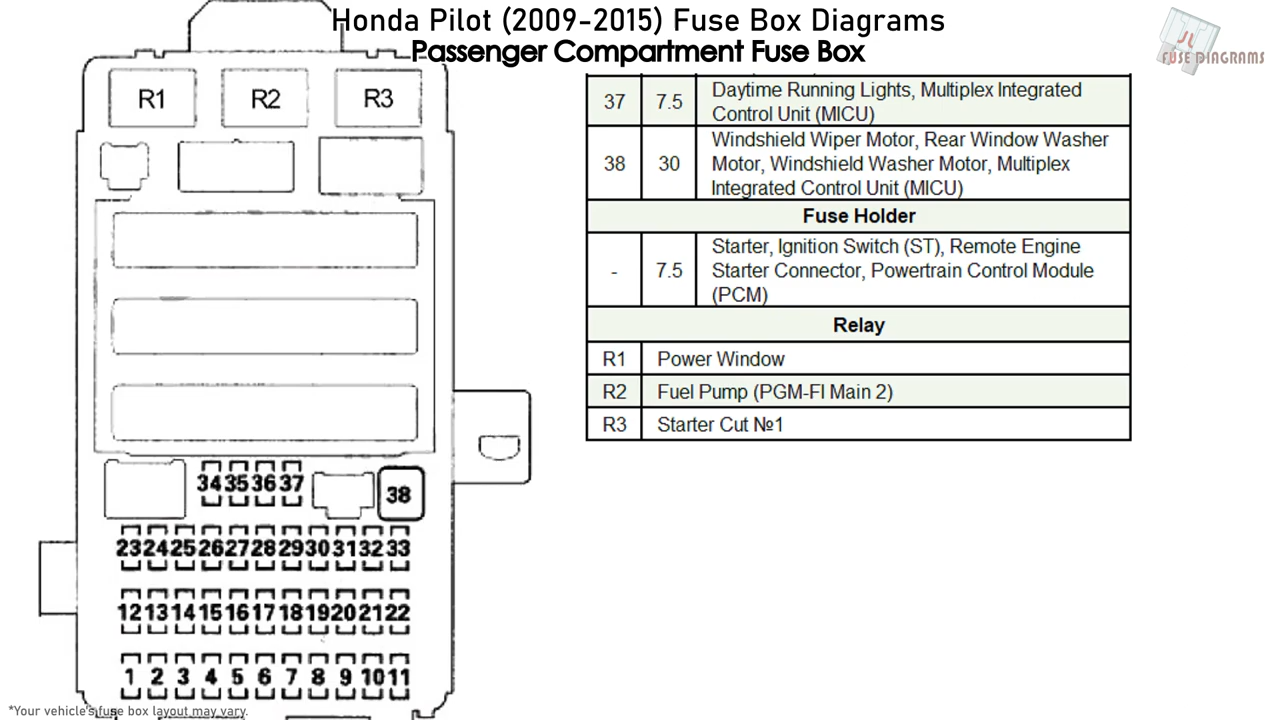 Honda Pilot (2009-2015) Fuse Box Diagrams
Passenger Compartment Fuse Box
JL
FUSE DIAGRAMS
R1 R2 R3
34 35 36 37
38
23 24 25 26 27 28 29 30 31 32 33
12 13 14 15 16 17 18 19 20 21 22
1 2 3 4 5 6 7 8 9 10 11
37 7.5 Daytime Running Lights, Multiplex Integrated
Control Unit (MICU)
38 30 Windshield Wiper Motor, Rear Window Washer
Motor, Windshield Washer Motor, Multiplex
Integrated Control Unit (MICU)
Fuse Holder
- 7.5 Starter, Ignition Switch (ST), Remote Engine
Starter Connector, Powertrain Control Module
(PCM)
Relay
R1 Power Window
R2 Fuel Pump (PGM-FI Main 2)
R3 Starter Cut №1
*Your vehicle's fuse box layout may vary.